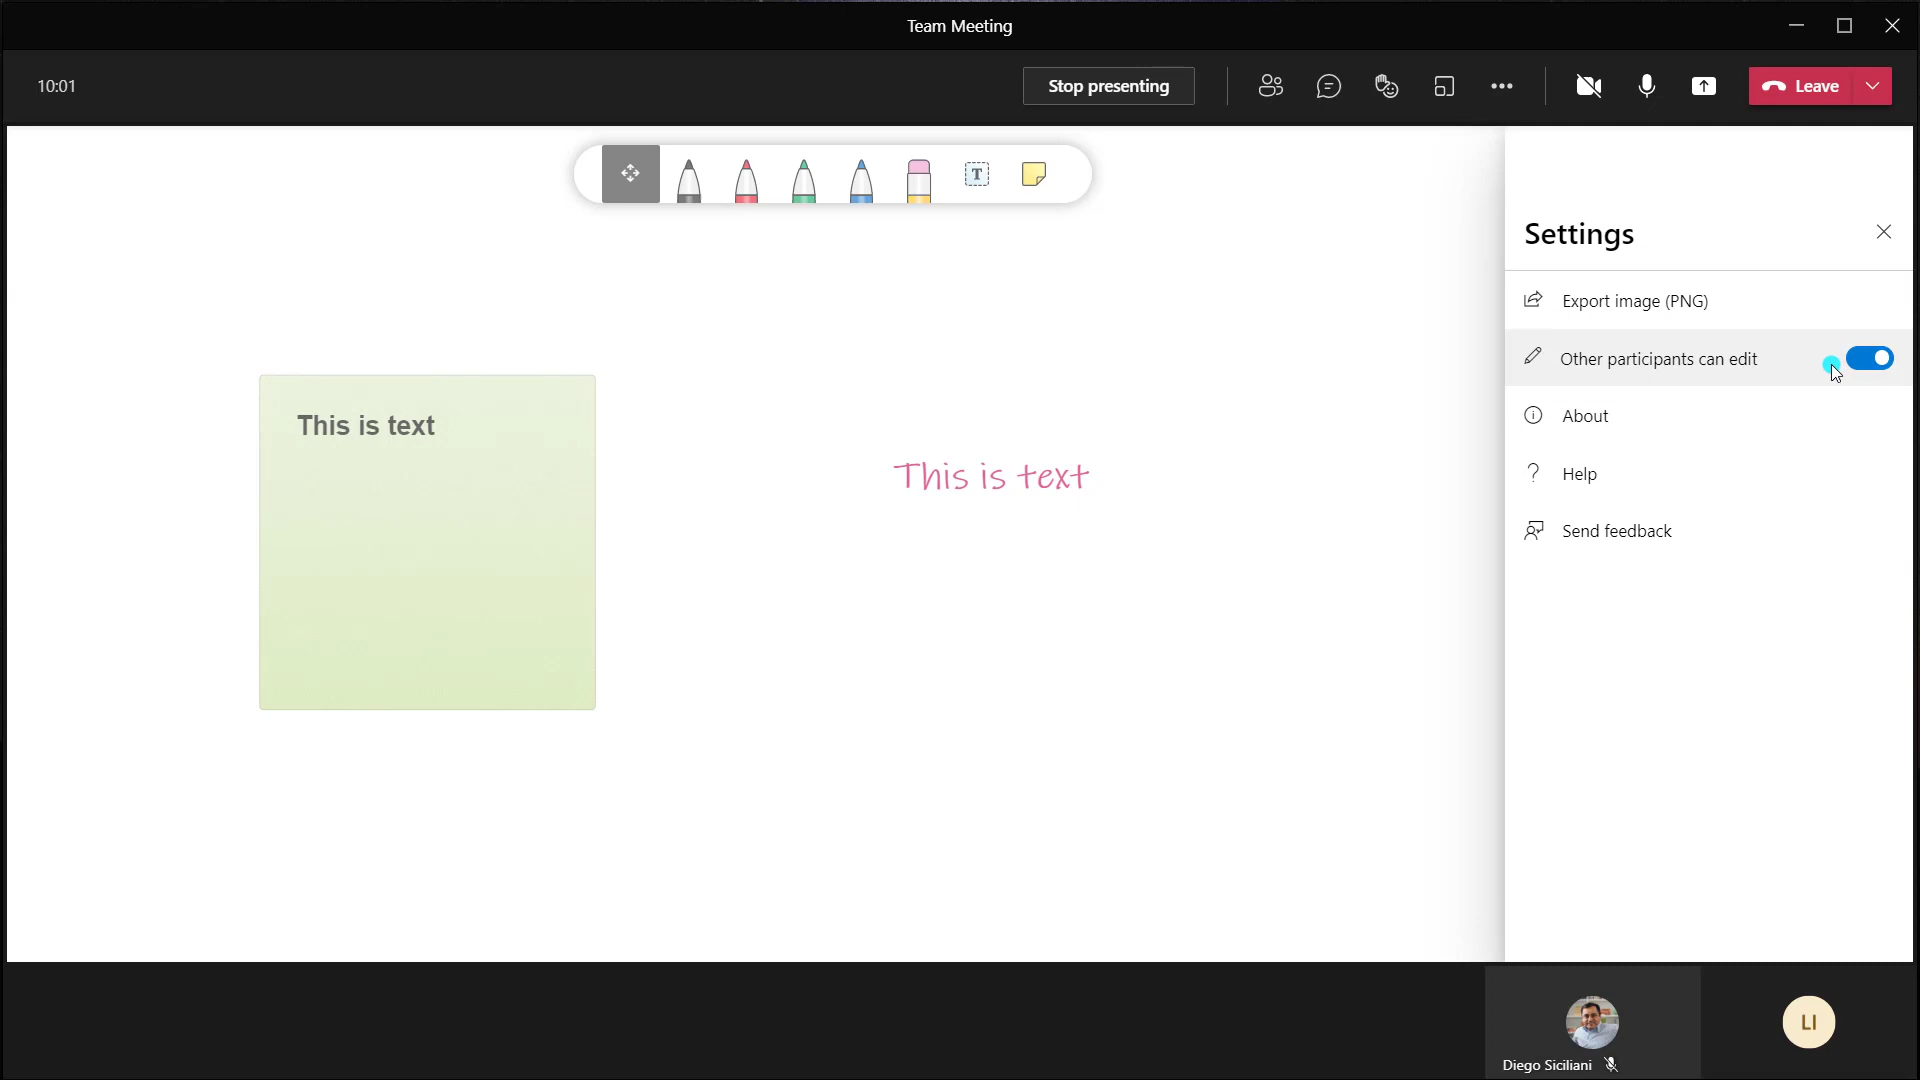 Team Meeting
10:01
Stop presenting
Leave
T
Settings
Export image (PNG)
Other participants can edit
This is text
About
This is text
? Help
Send feedback
LI
Diego Siciliani